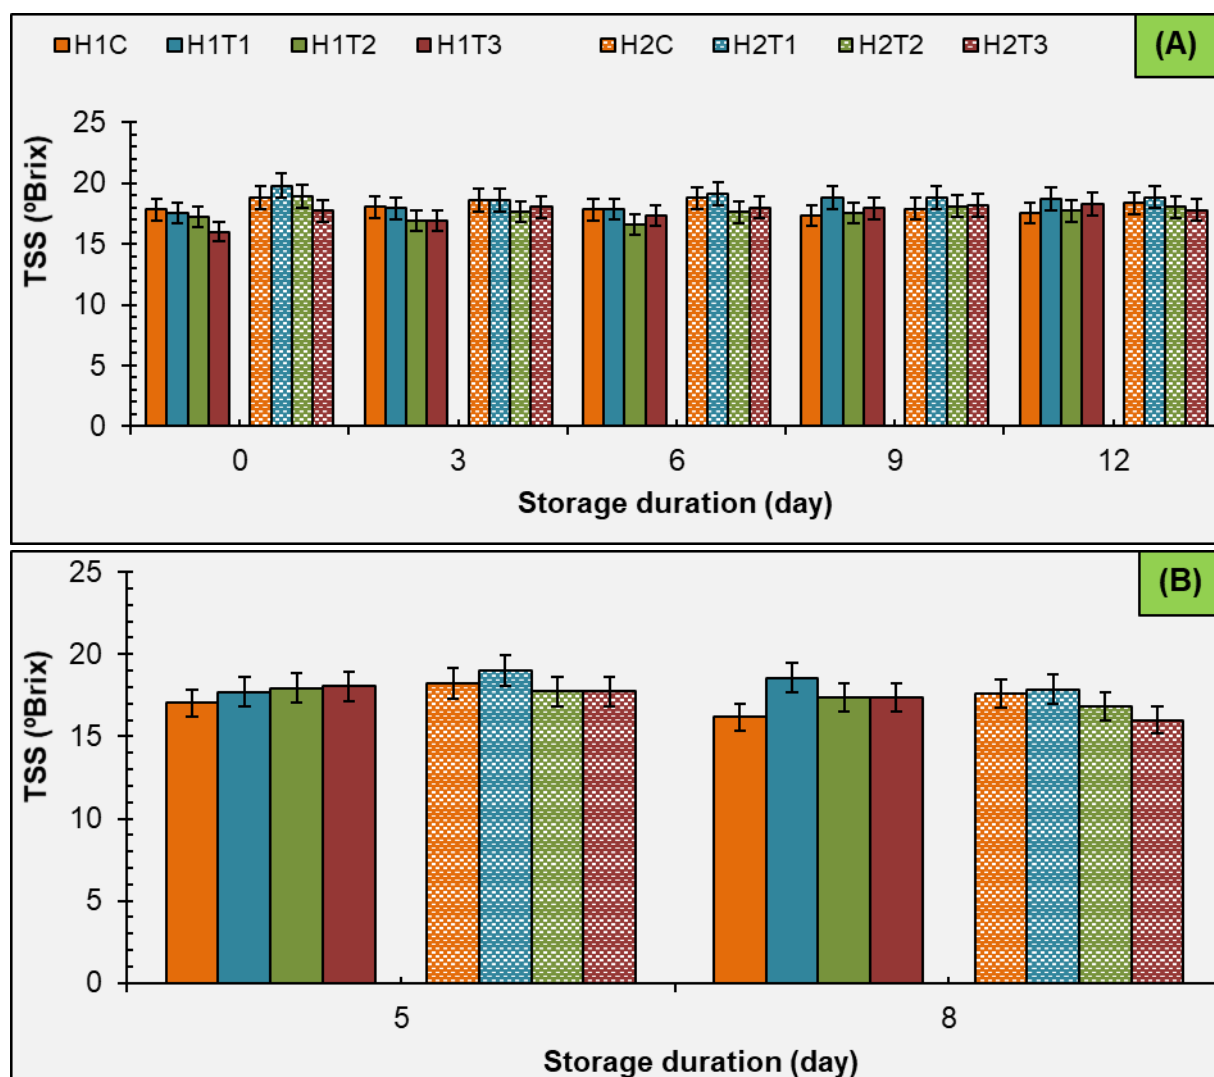 H1C H1T1 H1T2 H1T3 H2C H2T1 H2T2 H2T3 (A)
TSS (ºBrix)
25
20
15
10
5
0
0 3 6 9 12
Storage duration (day)
(B)
TSS (ºBrix)
25
20
15
10
5
0
5 8
Storage duration (day)